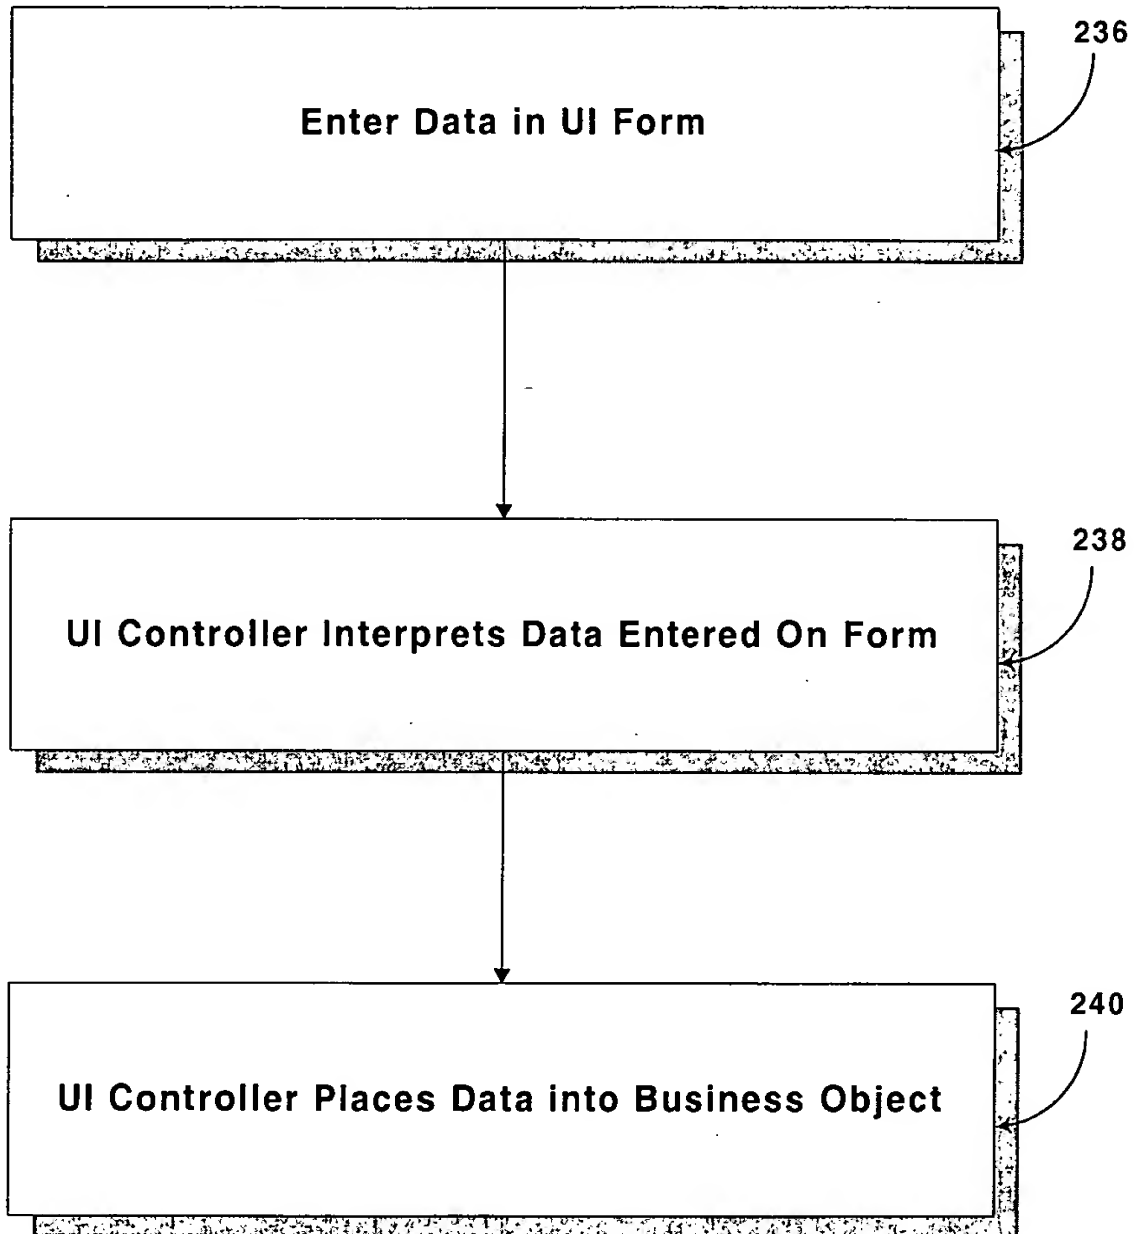 236
Enter Data in UI Form
238
UI Controller Interprets Data Entered On Form
240
UI Controller Places Data into Business Object